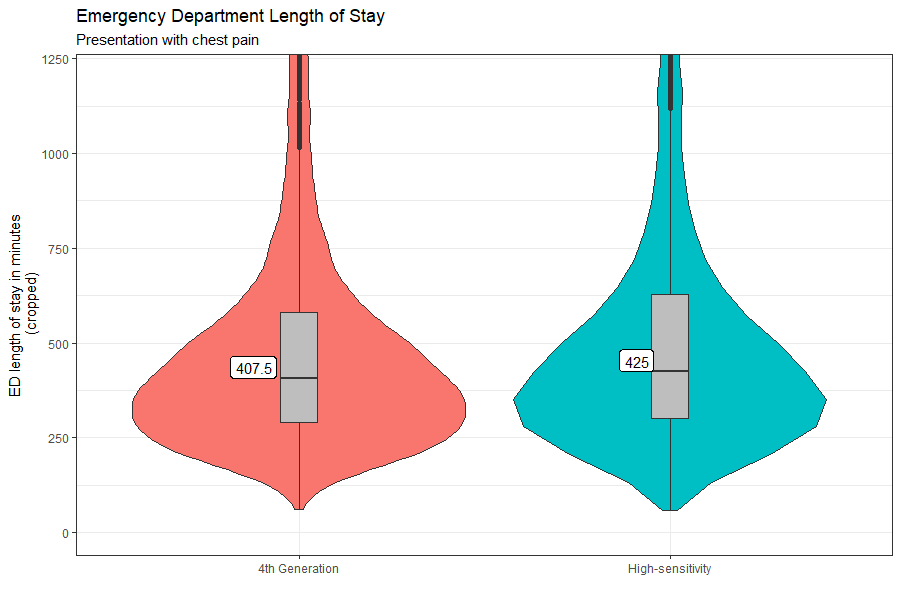 Emergency Department Length of Stay
Presentation with chest pain
1250
1000
750
500
250
0
ED length of stay in minutes
(cropped)
407.5
425
4th Generation
High-sensitivity